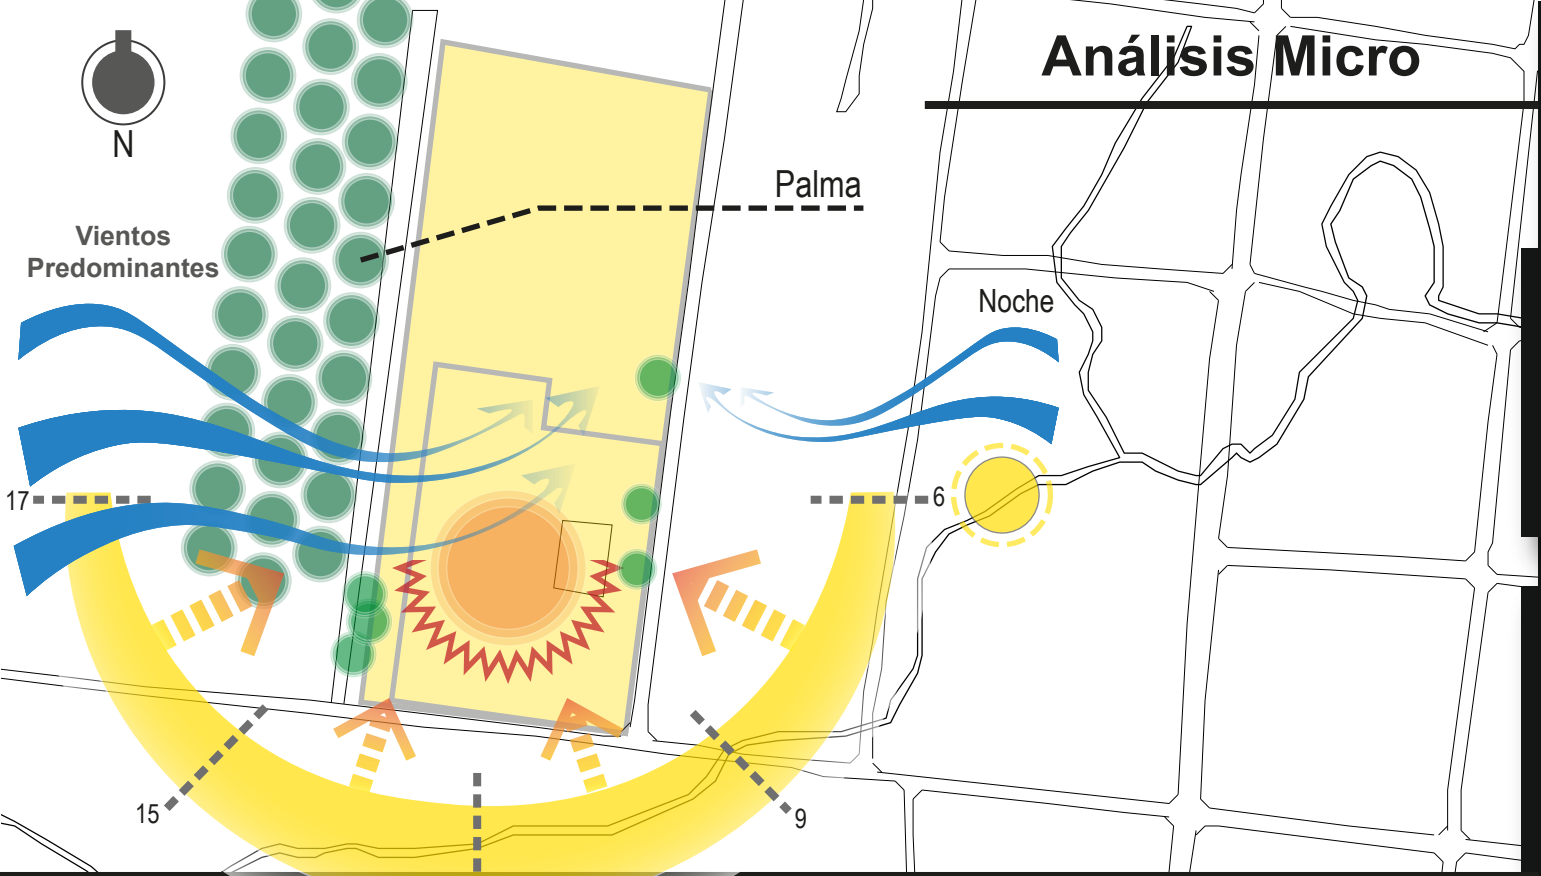 Análisis Micro
N
Palma
Vientos
Predominantes
Noche
17
6
15
9